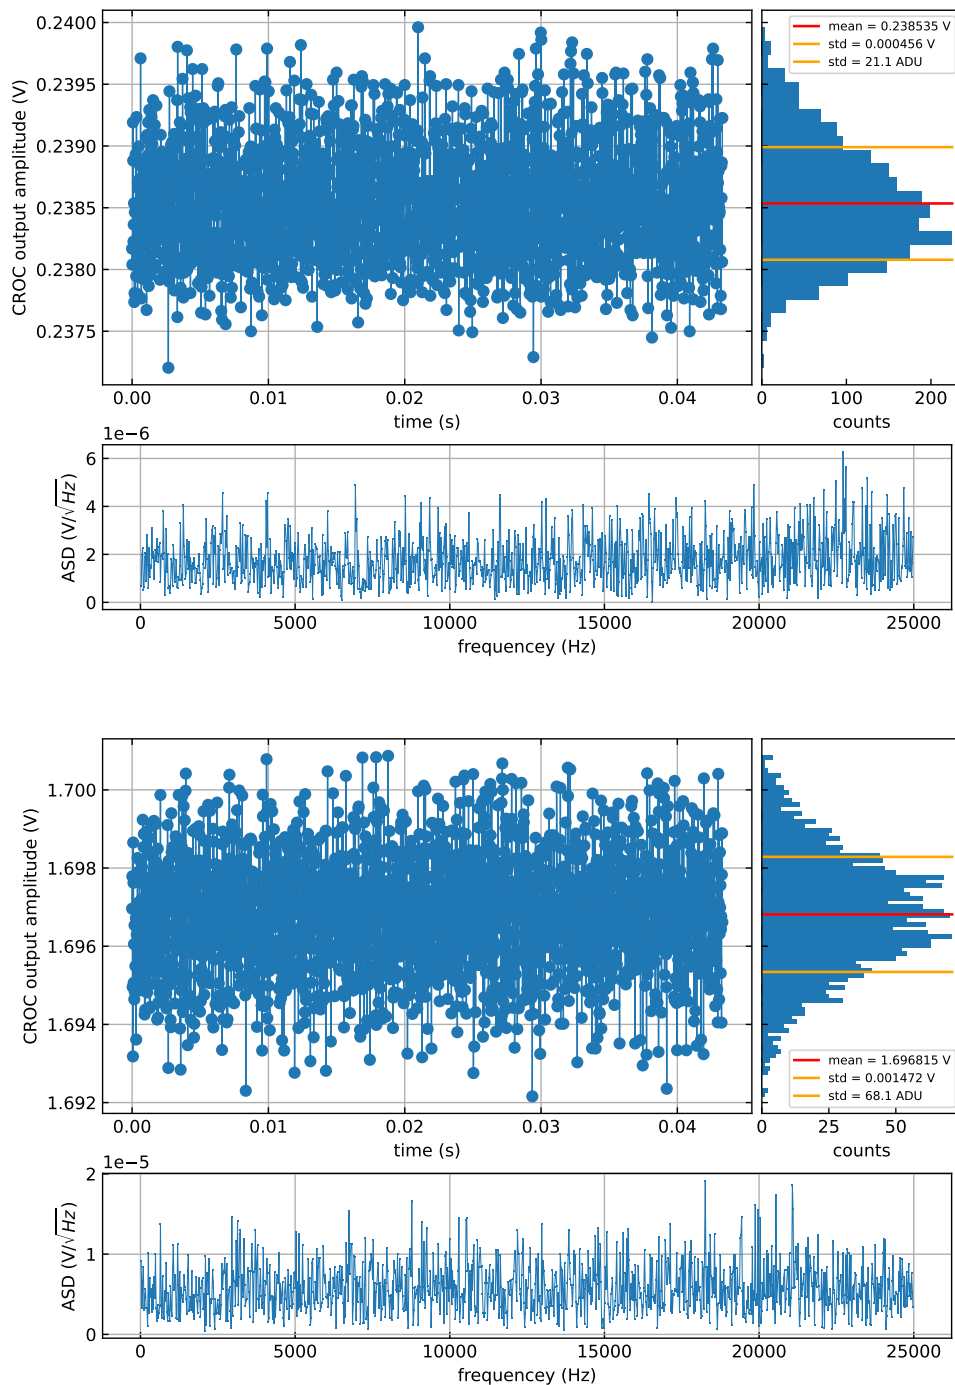 0.2400
0.2395
0.2390
0.2385
0.2380
0.2375
CROC output amplitude (V)
0.00 0.01 0.02 0.03 0.04
time (s)
mean = 0.238535 V
std = 0.000456 V
std = 21.1 ADU
0 100 200
counts
1e−6
6
4
2
0
ASD (V/√Hz)
0 5000 10000 15000 20000 25000
frequencey (Hz)
1.700
1.698
1.696
1.694
1.692
CROC output amplitude (V)
0.00 0.01 0.02 0.03 0.04
time (s)
mean = 1.696815 V
std = 0.001472 V
std = 68.1 ADU
0 25 50
counts
1e−5
2
1
0
ASD (V/√Hz)
0 5000 10000 15000 20000 25000
frequencey (Hz)